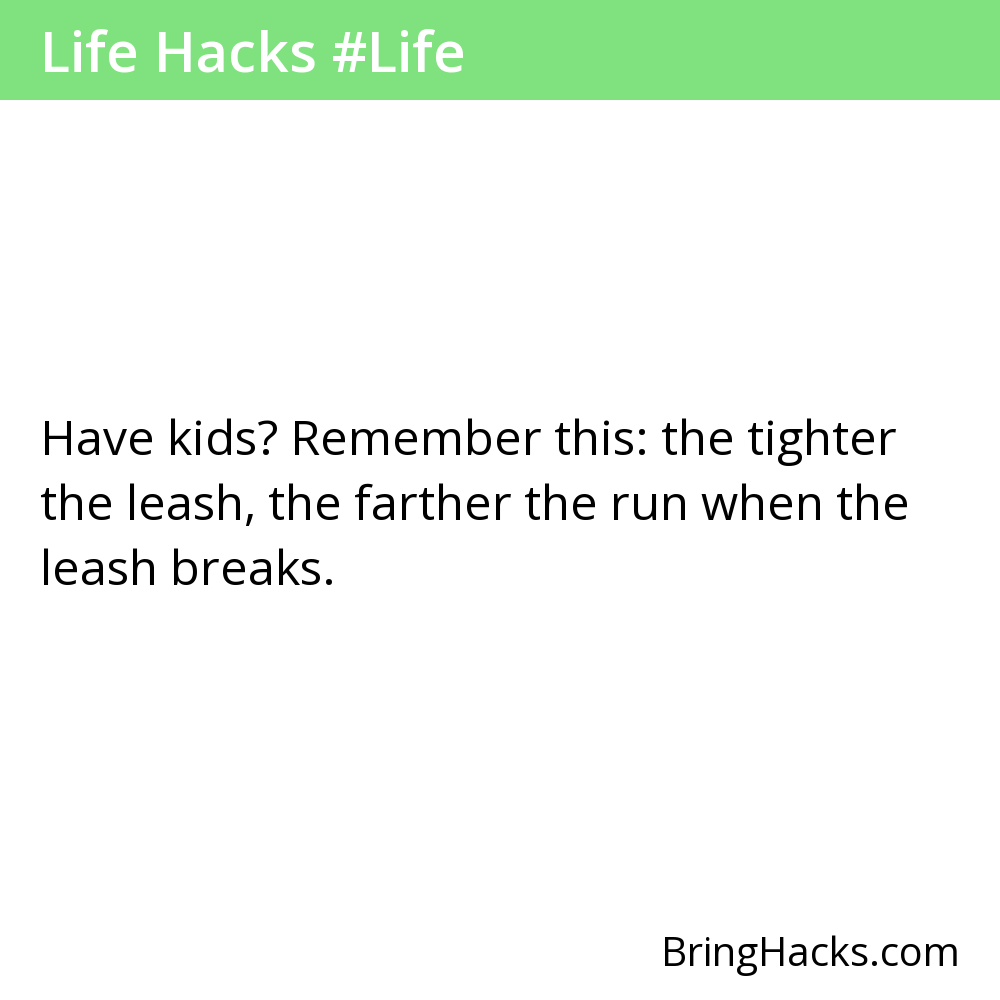 Life Hacks #Life
Have kids? Remember this: the tighter
the leash, the farther the run when the
leash breaks.
BringHacks.com